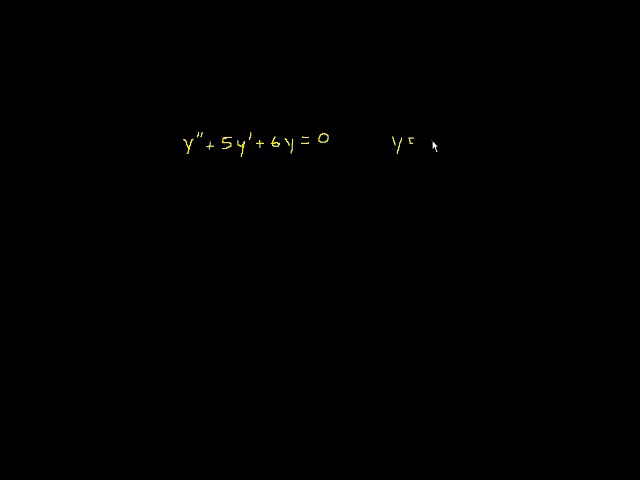 y'' + 5y' + 6y = 0 y =